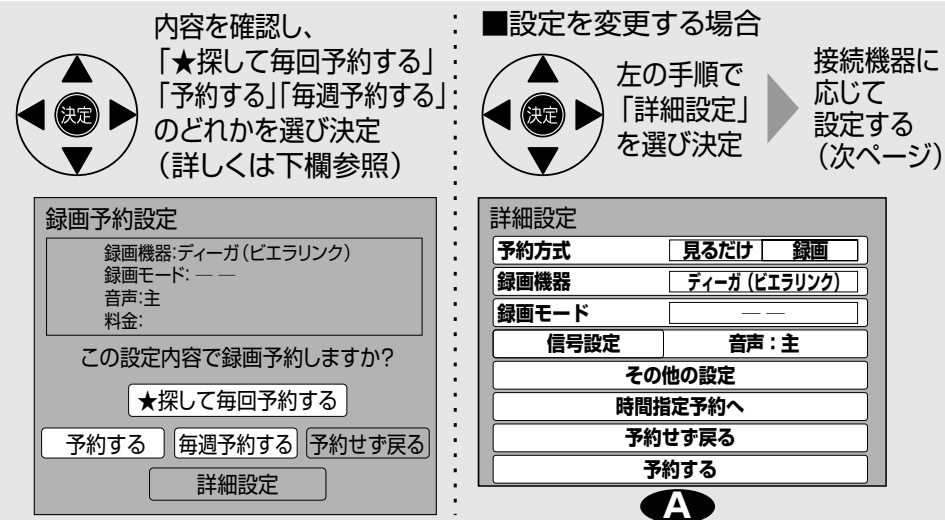 内容を確認し、
「★探して毎回予約する」
「予約する」「毎週予約する」
のどれかを選び決定
（詳しくは下欄参照）
決定
録画予約設定
録画機器:ディーガ（ビエラリンク）
録画モード: ― ―
音声:主
料金:
この設定内容で録画予約しますか?
★探して毎回予約する
予約する 毎週予約する 予約せず戻る
詳細設定
■設定を変更する場合
決定
左の手順で
「詳細設定」
を選び決定
接続機器に
応じて
設定する
（次ページ）
詳細設定
予約方式 見るだけ 録画
録画機器 ディーガ（ビエラリンク）
録画モード ― ―
信号設定 音声：主
その他の設定
時間指定予約へ
予約せず戻る
予約する
A